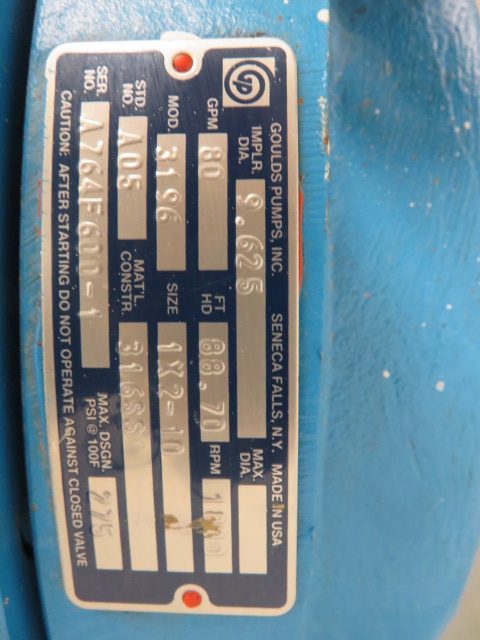 GOULDS PUMPS, INC. SENECA FALLS, N.Y. MADE IN USA
IMPLR. DIA. 9.625 MAX. DIA.
GPM 80 FT HD 88.70 RPM
MOD. 3196 SIZE 1X2-10
STD. NO. A05 MAT'L CONSTR. 316SS
SER. NO. A764F600-1 MAX. DSGN PSI @ 100F
CAUTION: AFTER STARTING DO NOT OPERATE AGAINST CLOSED VALVE